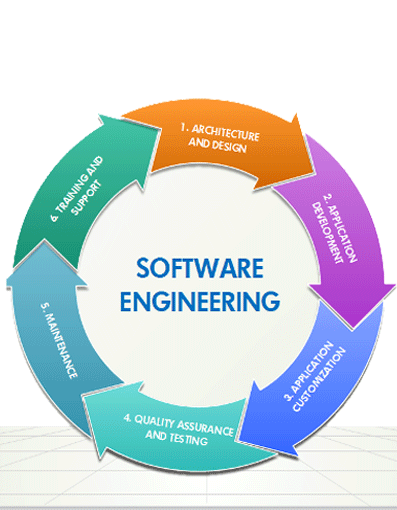 1. ARCHITECTURE
AND DESIGN
2. APPLICATION
DEVELOPMENT
3. APPLICATION
CUSTOMIZATION
4. QUALITY ASSURANCE
AND TESTING
5. MAINTENANCE
6. TRAINING AND
SUPPORT
SOFTWARE
ENGINEERING